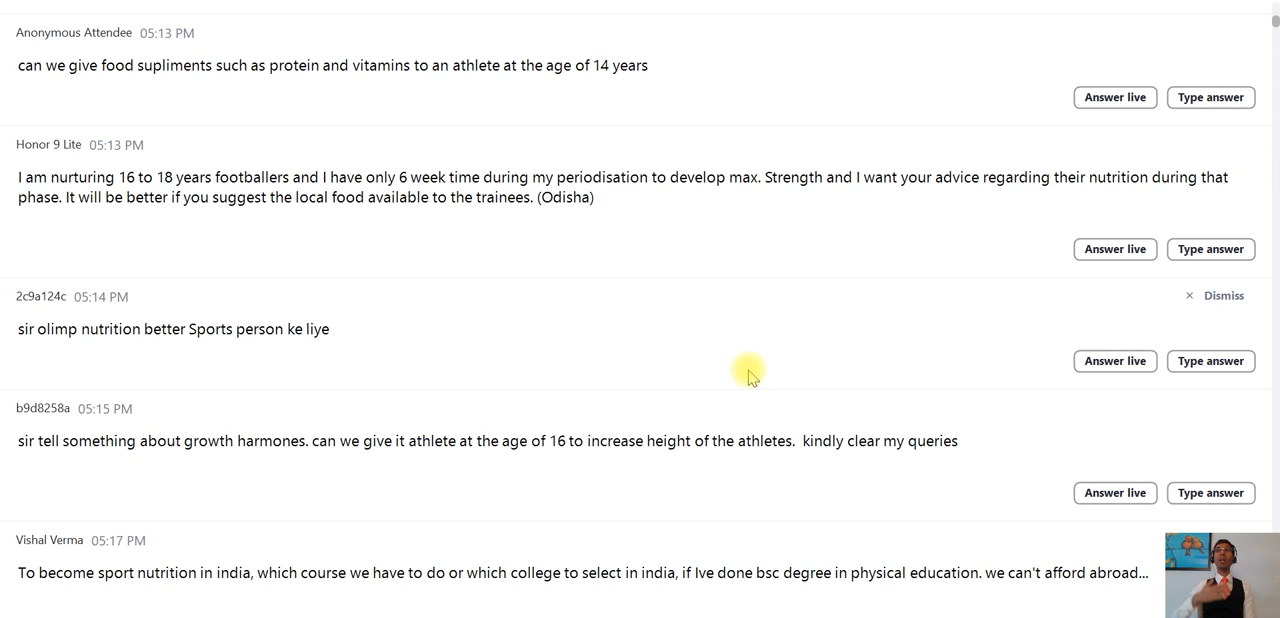 Anonymous Attendee 05:13 PM
can we give food supliments such as protein and vitamins to an athlete at the age of 14 years
Answer live Type answer
Honor 9 Lite 05:13 PM
I am nurturing 16 to 18 years footballers and I have only 6 week time during my periodisation to develop max. Strength and I want your advice regarding their nutrition during that
phase. It will be better if you suggest the local food available to the trainees. (Odisha)
Answer live Type answer
2c9a124c 05:14 PM × Dismiss
sir olimp nutrition better Sports person ke liye
Answer live Type answer
b9d8258a 05:15 PM
sir tell something about growth harmones. can we give it athlete at the age of 16 to increase height of the athletes. kindly clear my queries
Answer live Type answer
Vishal Verma 05:17 PM
To become sport nutrition in india, which course we have to do or which college to select in india, if Ive done bsc degree in physical education. we can't afford abroad...